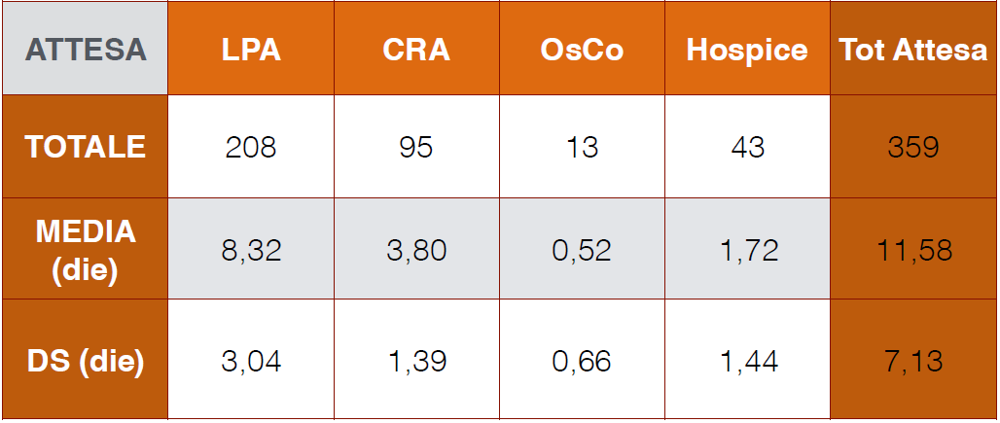 ATTESA LPA CRA OsCo Hospice Tot Attesa
TOTALE 208 95 13 43 359
MEDIA
(die) 8,32 3,80 0,52 1,72 11,58
DS (die) 3,04 1,39 0,66 1,44 7,13